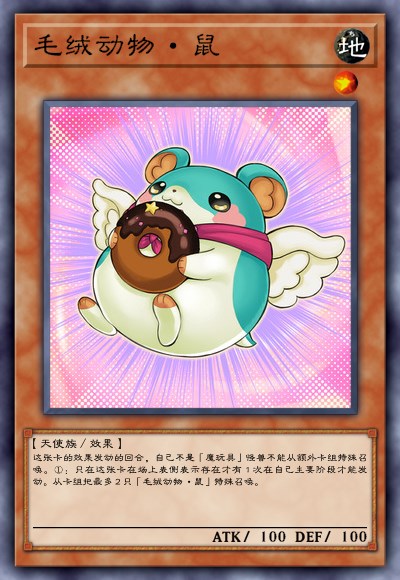 毛绒动物·鼠
地
【天使族/效果】
这张卡的效果发动的回合，自己不是「魔玩具」怪兽不能从额外卡组特殊召
唤。①：只在这张卡在场上表侧表示存在才有1次在自己主要阶段才能发
动。从卡组把最多2只「毛绒动物·鼠」特殊召唤。
ATK/ 100 DEF/ 100